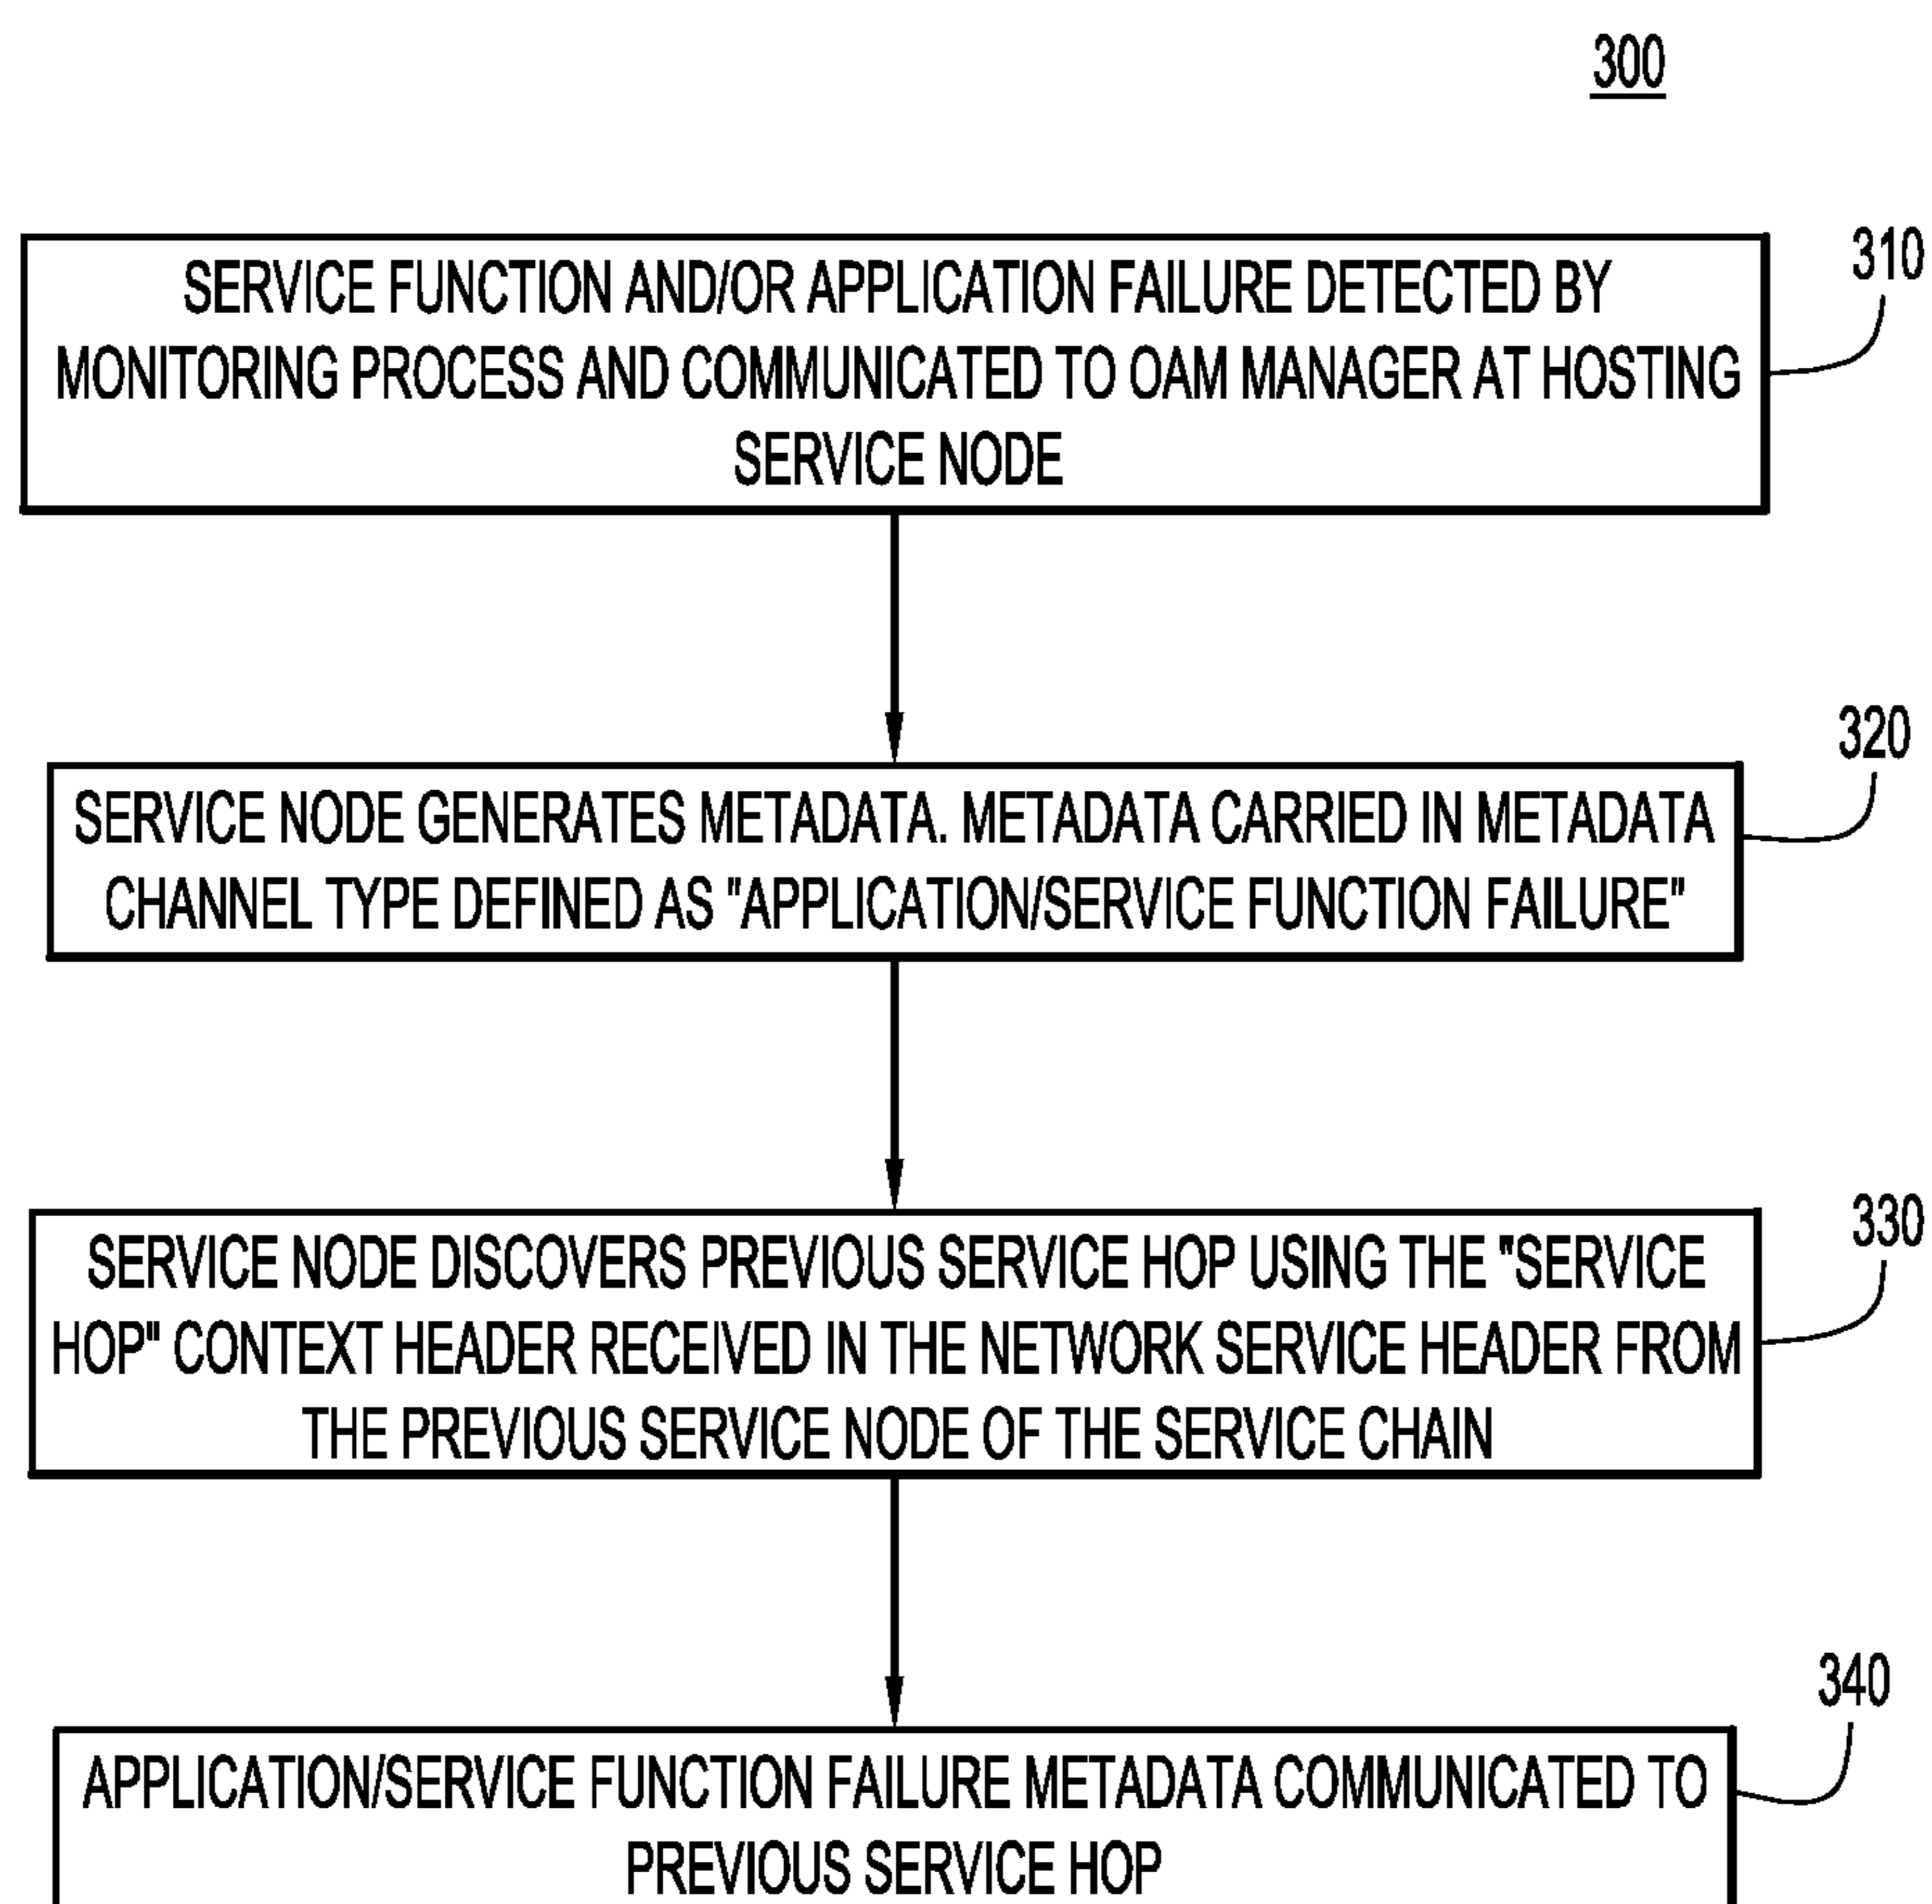 300
310
SERVICE FUNCTION AND/OR APPLICATION FAILURE DETECTED BY
MONITORING PROCESS AND COMMUNICATED TO OAM MANAGER AT HOSTING
SERVICE NODE
320
SERVICE NODE GENERATES METADATA. METADATA CARRIED IN METADATA
CHANNEL TYPE DEFINED AS "APPLICATION/SERVICE FUNCTION FAILURE"
330
SERVICE NODE DISCOVERS PREVIOUS SERVICE HOP USING THE "SERVICE
HOP" CONTEXT HEADER RECEIVED IN THE NETWORK SERVICE HEADER FROM
THE PREVIOUS SERVICE NODE OF THE SERVICE CHAIN
340
APPLICATION/SERVICE FUNCTION FAILURE METADATA COMMUNICATED TO
PREVIOUS SERVICE HOP